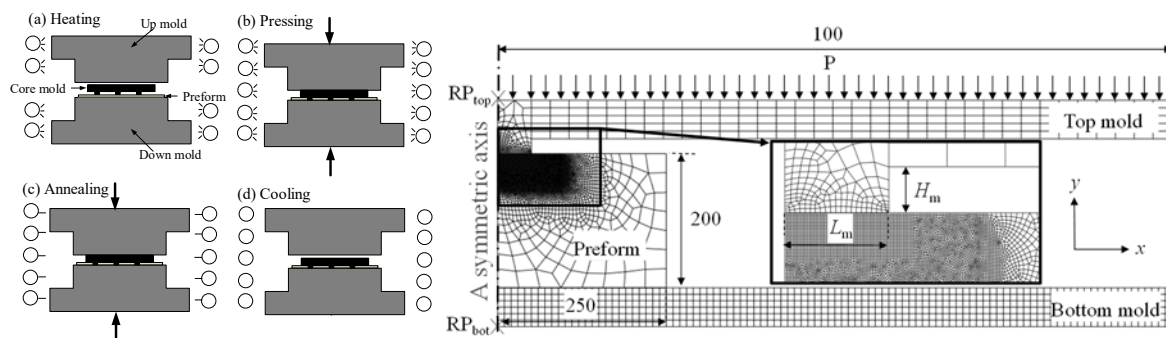 (a) Heating
Up mold
Core mold
Preform
Down mold
(b) Pressing
(c) Annealing
(d) Cooling
100
P
RPtop
Top mold
A symmetric axis
Hm
Lm
200
Preform
y
x
250
Bottom mold
RPbot